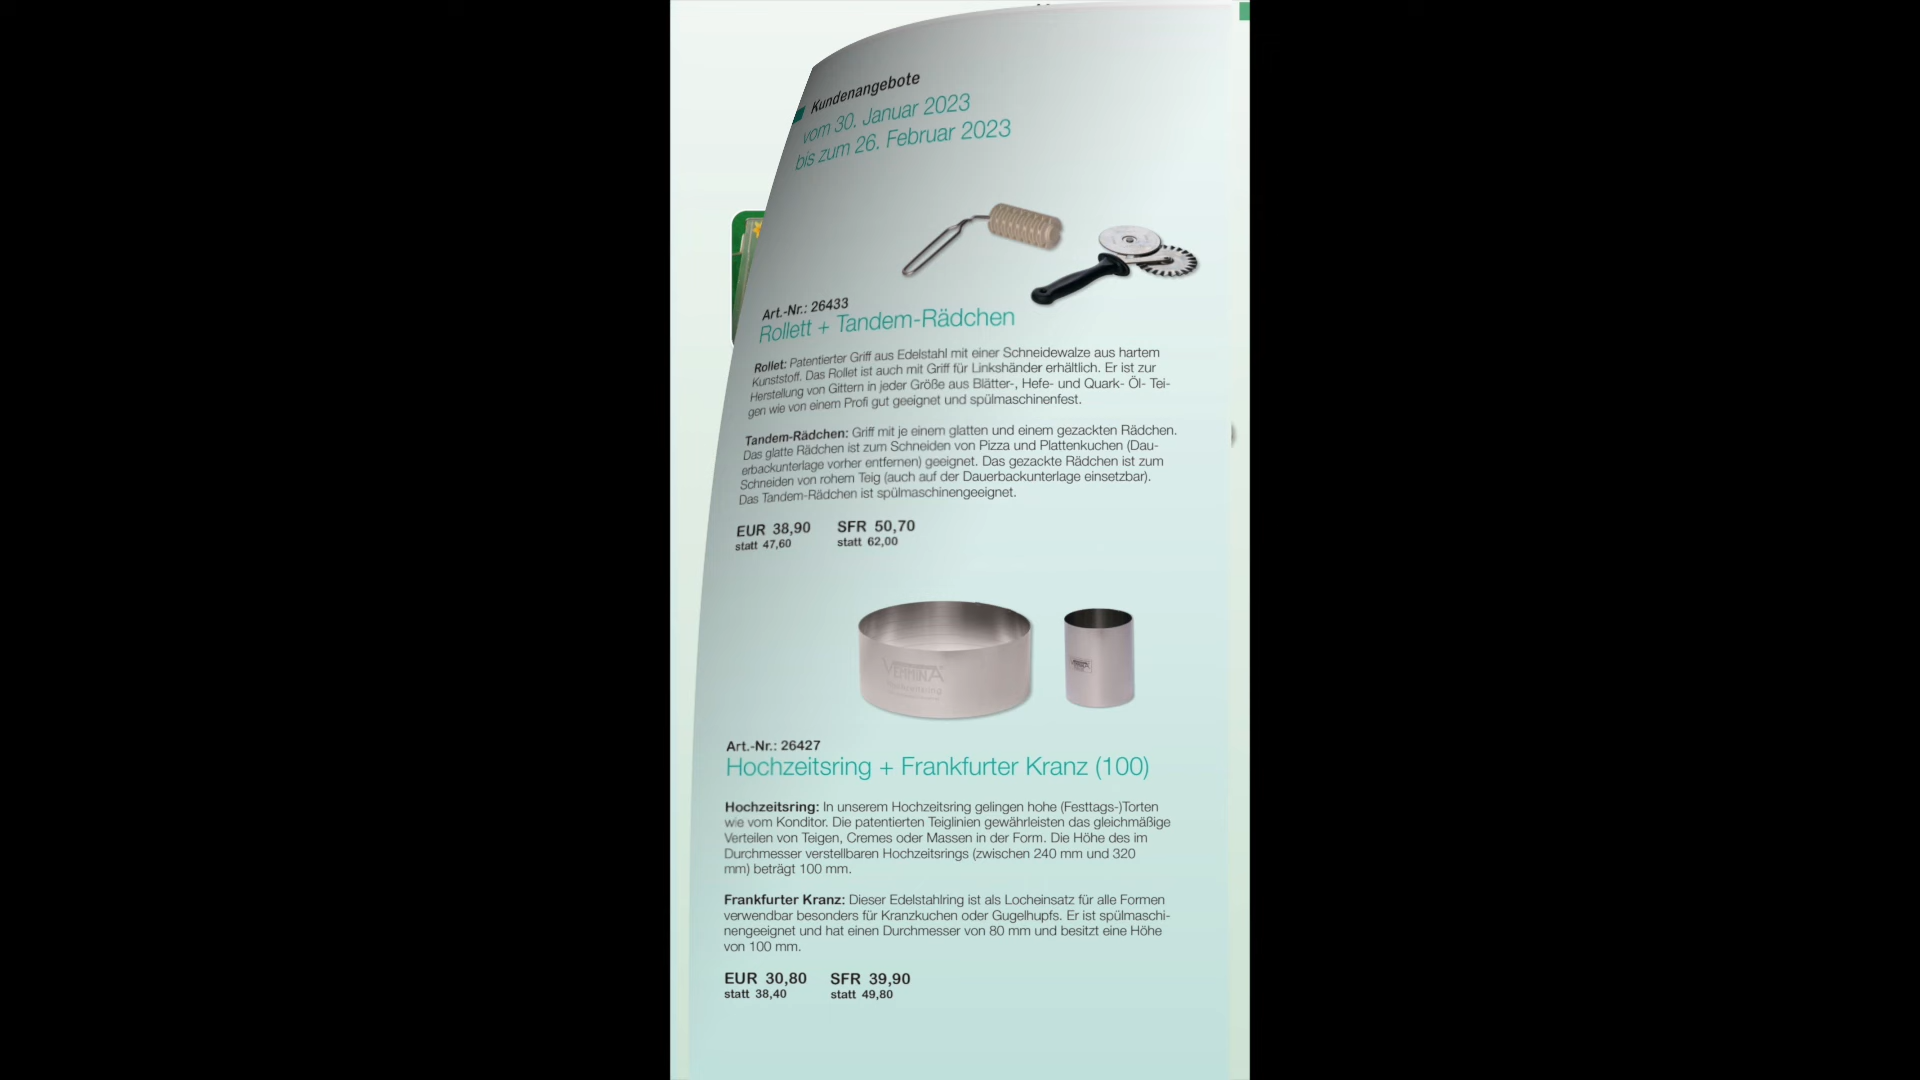 Kundenangebote
vom 30. Januar 2023
bis zum 26. Februar 2023
Art.-Nr.: 26433
Rollett + Tandem-Rädchen
Rollet: Patentierter Griff aus Edelstahl mit einer Schneidewalze aus hartem
Kunststoff. Das Rollet ist auch mit Griff für Linkshänder erhältlich. Er ist zur
Herstellung von Gittern in jeder Größe aus Blätter-, Hefe- und Quark- Öl- Tei-
gen wie von einem Profi gut geeignet und spülmaschinenfest.
Tandem-Rädchen: Griff mit je einem glatten und einem gezackten Rädchen.
Das glatte Rädchen ist zum Schneiden von Pizza und Plattenkuchen (Dau-
erbackunterlage vorher entfernen) geeignet. Das gezackte Rädchen ist zum
Schneiden von rohem Teig (auch auf der Dauerbackunterlage einsetzbar).
Das Tandem-Rädchen ist spülmaschinengeeignet.
EUR 38,90 SFR 50,70
statt 47,60 statt 62,00
VEMMINA
Hochzeitsring
Art.-Nr.: 26427
Hochzeitsring + Frankfurter Kranz (100)
Hochzeitsring: In unserem Hochzeitsring gelingen hohe (Festtags-)Torten
wie vom Konditor. Die patentierten Teiglinien gewährleisten das gleichmäßige
Verteilen von Teigen, Cremes oder Massen in der Form. Die Höhe des im
Durchmesser verstellbaren Hochzeitsrings (zwischen 240 mm und 320
mm) beträgt 100 mm.
Frankfurter Kranz: Dieser Edelstahlring ist als Locheinsatz für alle Formen
verwendbar besonders für Kranzkuchen oder Gugelhupfs. Er ist spülmaschi-
nengeeignet und hat einen Durchmesser von 80 mm und besitzt eine Höhe
von 100 mm.
EUR 30,80 SFR 39,90
statt 38,40 statt 49,80